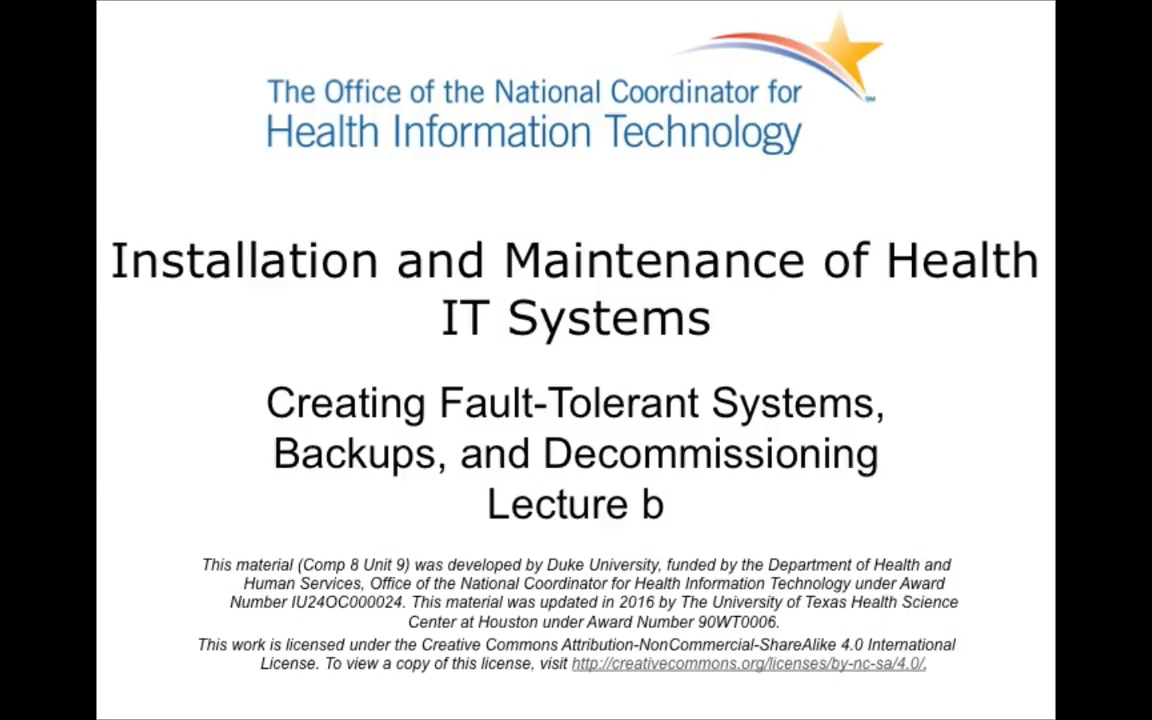 The Office of the National Coordinator for
Health Information Technology
SM
Installation and Maintenance of Health
IT Systems
Creating Fault-Tolerant Systems,
Backups, and Decommissioning
Lecture b
This material (Comp 8 Unit 9) was developed by Duke University, funded by the Department of Health and
Human Services, Office of the National Coordinator for Health Information Technology under Award
Number IU24OC000024. This material was updated in 2016 by The University of Texas Health Science
Center at Houston under Award Number 90WT0006.
This work is licensed under the Creative Commons Attribution-NonCommercial-ShareAlike 4.0 International
License. To view a copy of this license, visit http://creativecommons.org/licenses/by-nc-sa/4.0/.